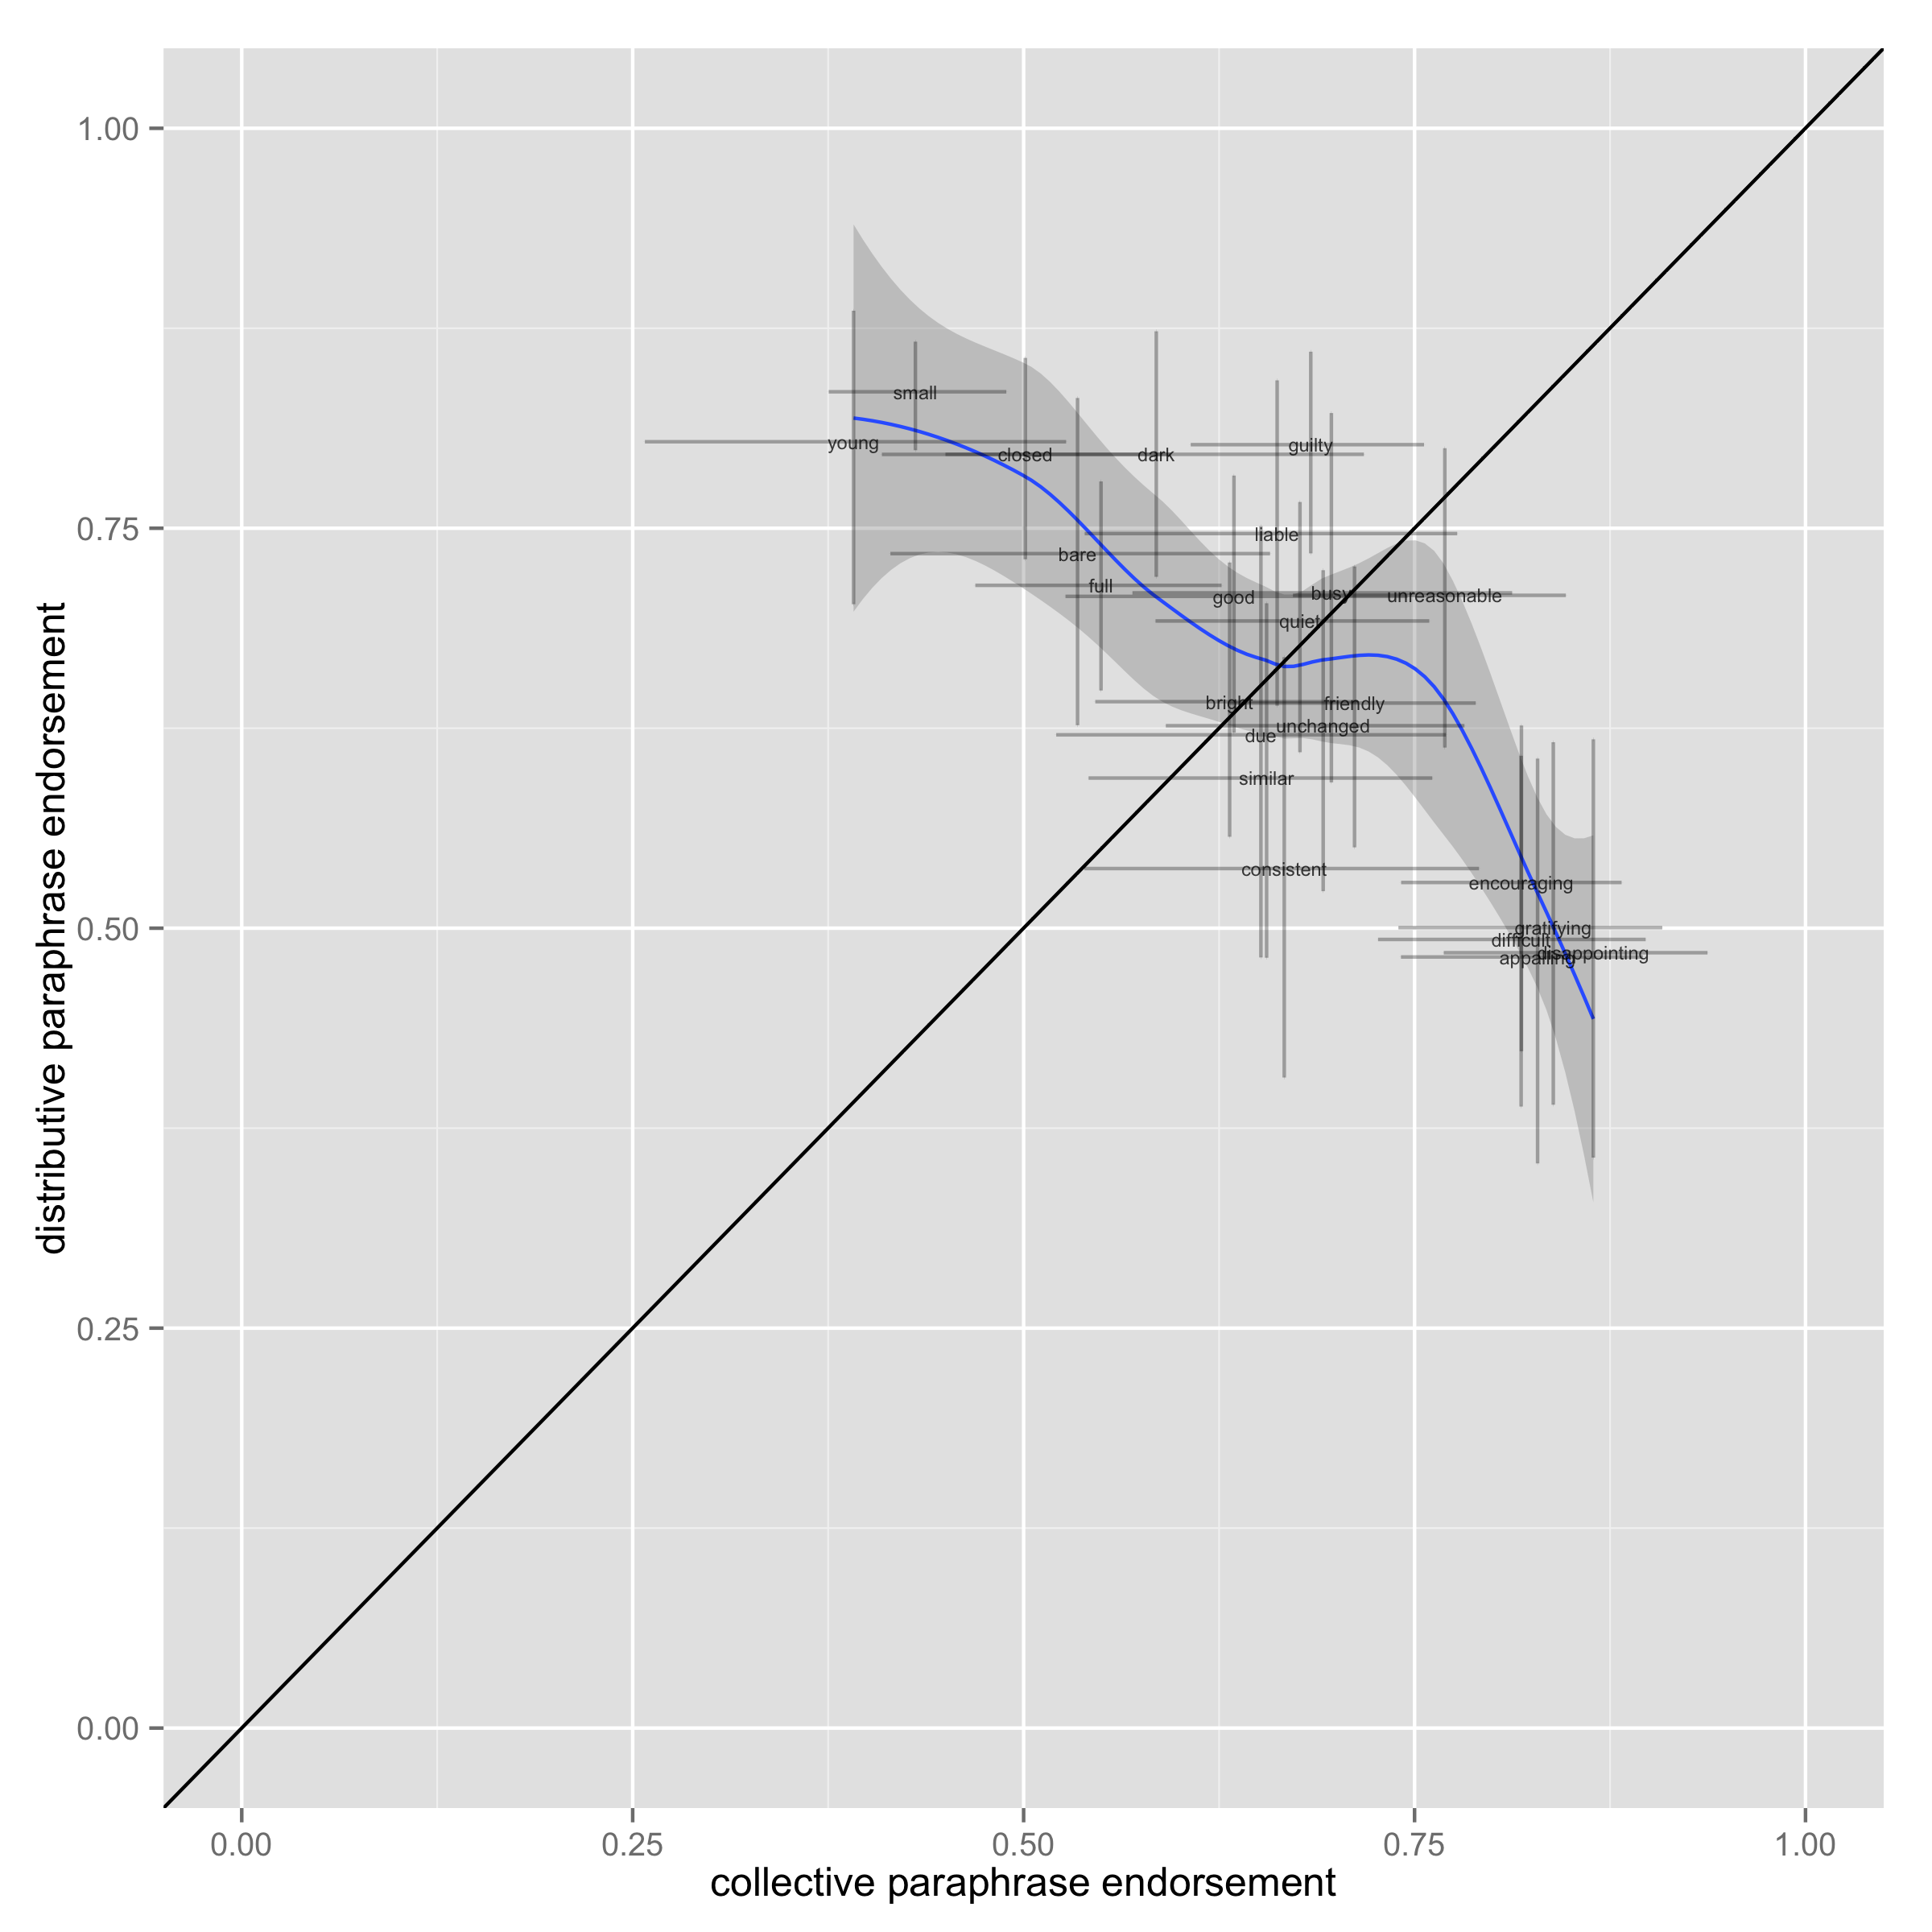 1.00
0.75
0.50
0.25
0.00
distributive paraphrase endorsement
small
young
guilty
closed
dark
liable
bare
full
busy
unreasonable
good
quiet
bright
friendly
unchanged
due
similar
consistent
encouraging
gratifying
difficult
disappointing
appalling
0.00
0.25
0.50
0.75
1.00
collective paraphrase endorsement